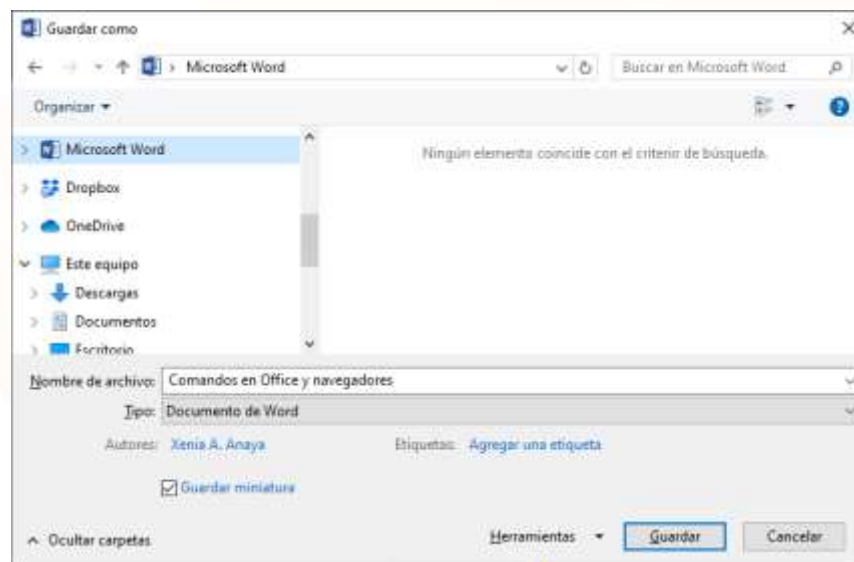 Guardar como
Microsoft Word
Buscar en Microsoft Word
Organizar
Microsoft Word
Ningún elemento coincide con el criterio de búsqueda.
Dropbox
OneDrive
Este equipo
Descargas
Documentos
Escritorio
Nombre de archivo: Comandos en Office y navegadores
Tipo: Documento de Word
Autores: Xenia A. Anaya Etiquetas: Agregar una etiqueta
Guardar miniatura
Ocultar carpetas Herramientas Guardar Cancelar